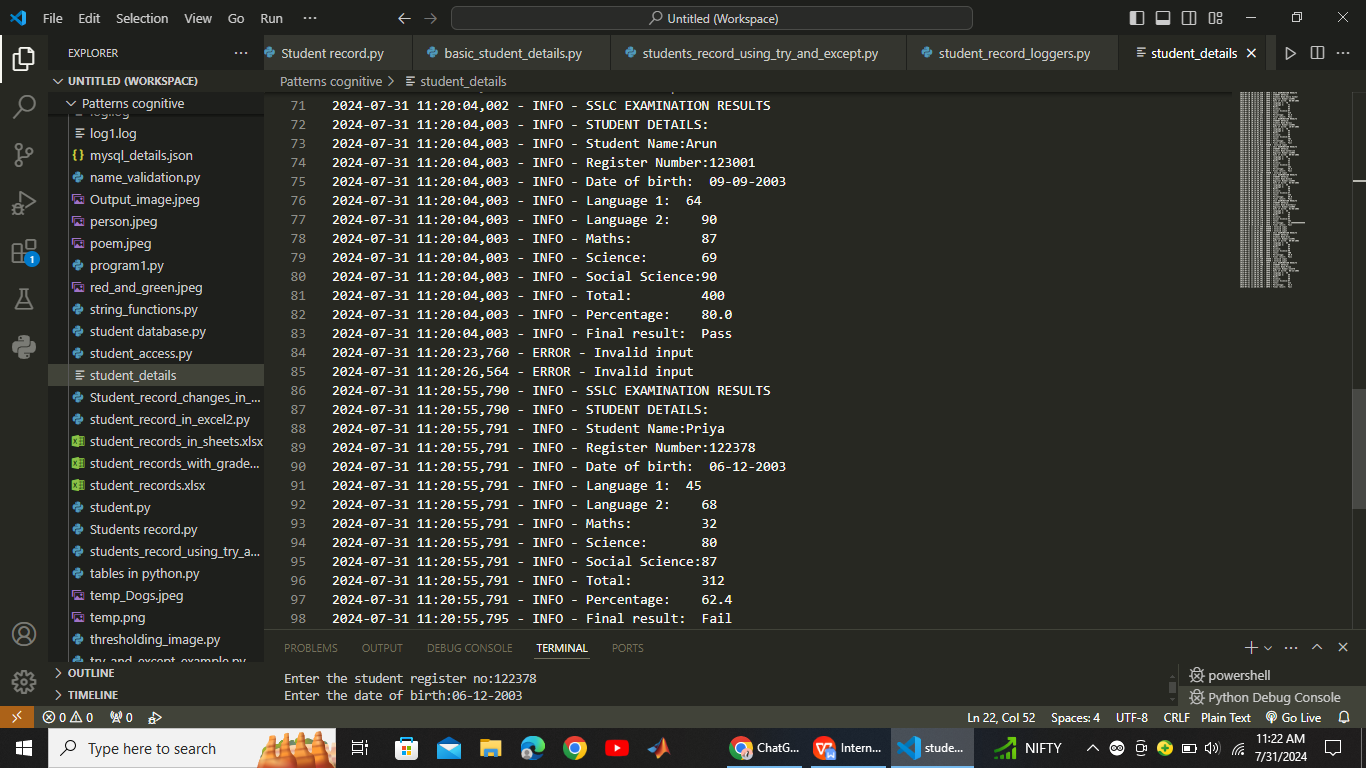 File Edit Selection View Go Run ··· Untitled (Workspace)
EXPLORER ···
Student record.py basic_student_details.py students_record_using_try_and_except.py student_record_loggers.py student_details
UNTITLED (WORKSPACE)
Patterns cognitive > student_details
Patterns cognitive
log1.log
mysql_details.json
name_validation.py
Output_image.jpeg
person.jpeg
poem.jpeg
program1.py
red_and_green.jpeg
string_functions.py
student database.py
student_access.py
student_details
Student_record_changes_in_...
student_record_in_excel2.py
student_records_in_sheets.xlsx
student_records_with_grade...
student_records.xlsx
student.py
Students record.py
students_record_using_try_a...
tables in python.py
temp_Dogs.jpeg
temp.png
thresholding_image.py
try_and_except_example.py
OUTLINE
TIMELINE
1
71 2024-07-31 11:20:04,002 - INFO - SSLC EXAMINATION RESULTS
72 2024-07-31 11:20:04,003 - INFO - STUDENT DETAILS:
73 2024-07-31 11:20:04,003 - INFO - Student Name:Arun
74 2024-07-31 11:20:04,003 - INFO - Register Number:123001
75 2024-07-31 11:20:04,003 - INFO - Date of birth: 09-09-2003
76 2024-07-31 11:20:04,003 - INFO - Language 1: 64
77 2024-07-31 11:20:04,003 - INFO - Language 2: 90
78 2024-07-31 11:20:04,003 - INFO - Maths: 87
79 2024-07-31 11:20:04,003 - INFO - Science: 69
80 2024-07-31 11:20:04,003 - INFO - Social Science:90
81 2024-07-31 11:20:04,003 - INFO - Total: 400
82 2024-07-31 11:20:04,003 - INFO - Percentage: 80.0
83 2024-07-31 11:20:04,003 - INFO - Final result: Pass
84 2024-07-31 11:20:23,760 - ERROR - Invalid input
85 2024-07-31 11:20:26,564 - ERROR - Invalid input
86 2024-07-31 11:20:55,790 - INFO - SSLC EXAMINATION RESULTS
87 2024-07-31 11:20:55,790 - INFO - STUDENT DETAILS:
88 2024-07-31 11:20:55,791 - INFO - Student Name:Priya
89 2024-07-31 11:20:55,791 - INFO - Register Number:122378
90 2024-07-31 11:20:55,791 - INFO - Date of birth: 06-12-2003
91 2024-07-31 11:20:55,791 - INFO - Language 1: 45
92 2024-07-31 11:20:55,791 - INFO - Language 2: 68
93 2024-07-31 11:20:55,791 - INFO - Maths: 32
94 2024-07-31 11:20:55,791 - INFO - Science: 80
95 2024-07-31 11:20:55,791 - INFO - Social Science:87
96 2024-07-31 11:20:55,791 - INFO - Total: 312
97 2024-07-31 11:20:55,791 - INFO - Percentage: 62.4
98 2024-07-31 11:20:55,795 - INFO - Final result: Fail
PROBLEMS OUTPUT DEBUG CONSOLE TERMINAL PORTS
Enter the student register no:122378
Enter the date of birth:06-12-2003
powershell
Python Debug Console
0 0 0 Ln 22, Col 52 Spaces: 4 UTF-8 CRLF Plain Text Go Live
Type here to search ChatG... Intern... stude... NIFTY 11:22 AM
7/31/2024